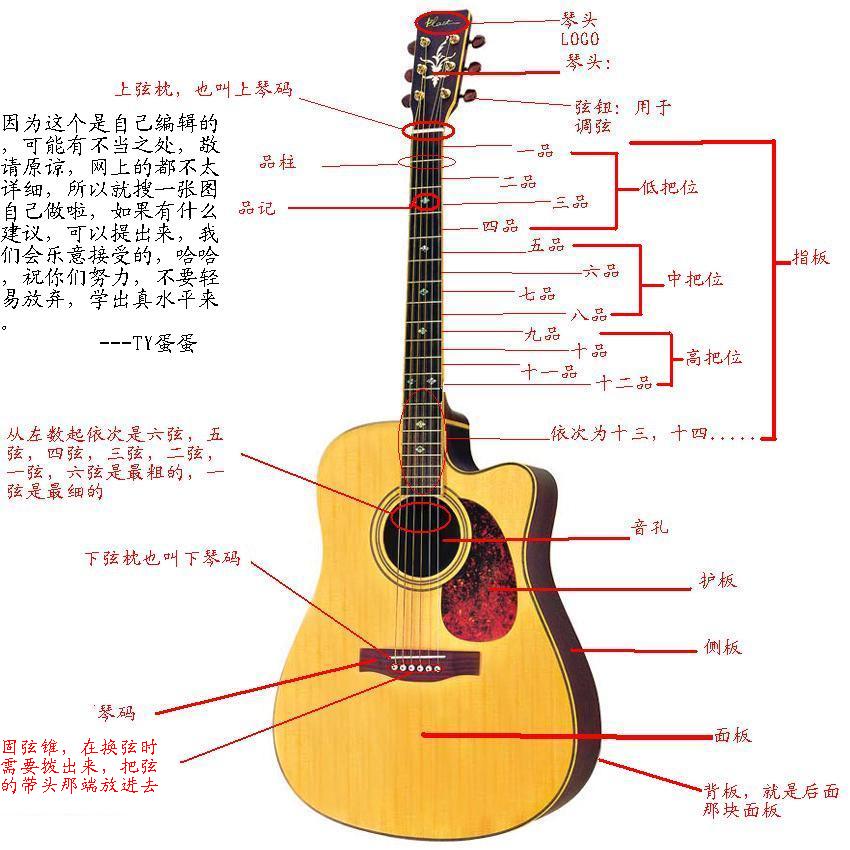 琴头
LOGO
琴头:
上弦枕，也叫上琴码
弦钮: 用于
调弦
因为这个是自己编辑的
，可能有不当之处，敬
请原谅，网上的都不太
详细，所以就搜一张图
自己做啦，如果有什么
建议，可以提出来，我
们会乐意接受的，哈哈
，祝你们努力，不要轻
易放弃，学出真水平来
。
---TY蛋蛋
品柱
品记
一品
二品
三品
四品
低把位
五品
六品
七品
八品
中把位
九品
十品
十一品
十二品
高把位
指板
依次为十三，十四.....
从左数起依次是六弦，五
弦，四弦，三弦，二弦，
一弦，六弦是最粗的，一
弦是最细的
音孔
下弦枕也叫下琴码
护板
侧板
琴码
面板
固弦锥，在换弦时
需要拨出来，把弦
的带头那端放进去
背板，就是后面
那块面板